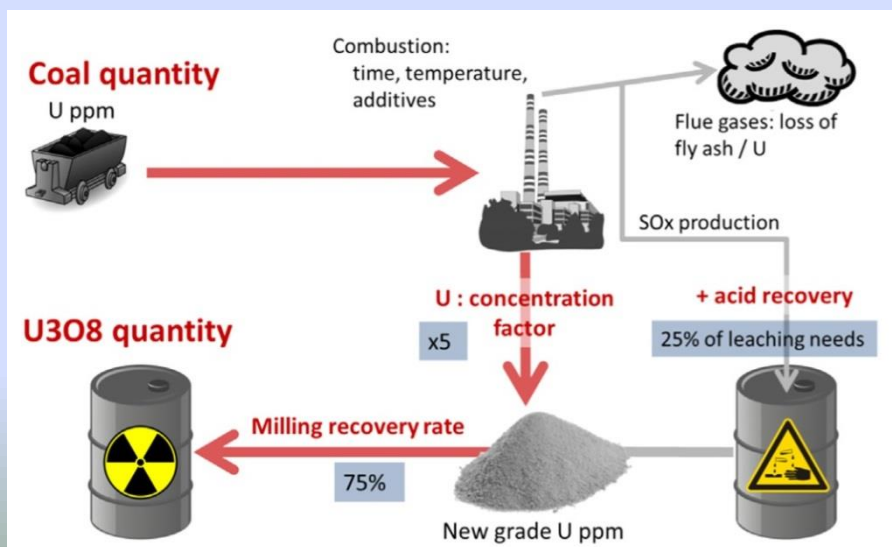 Combustion:
time, temperature,
additives
Coal quantity
U ppm
Flue gases: loss of
fly ash / U
SOx production
U : concentration
factor
x5
+ acid recovery
25% of leaching needs
U3O8 quantity
Milling recovery rate
75%
New grade U ppm